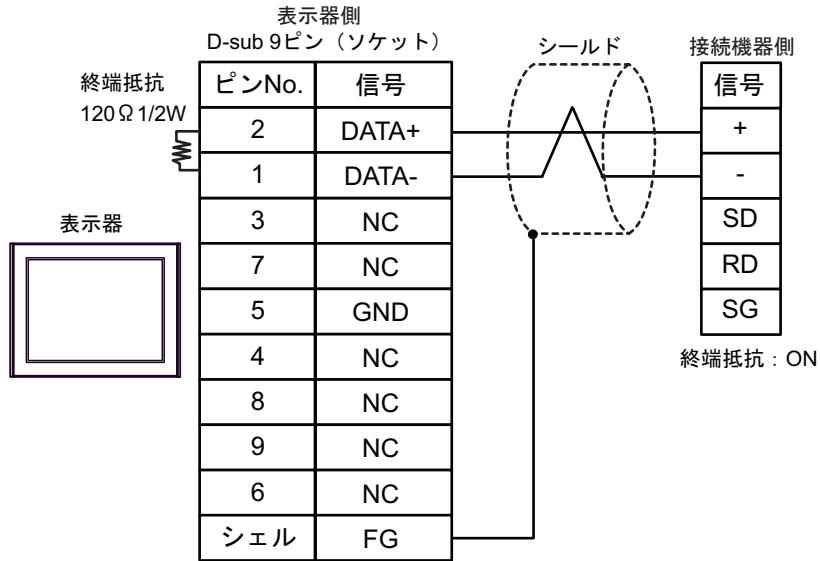 表示器側
D-sub 9ピン（ソケット）
シールド
接続機器側
終端抵抗
120Ω1/2W
表示器
ピンNo. 信号
2 DATA+
1 DATA-
3 NC
7 NC
5 GND
4 NC
8 NC
9 NC
6 NC
シェル FG
信号
+
-
SD
RD
SG
終端抵抗：ON